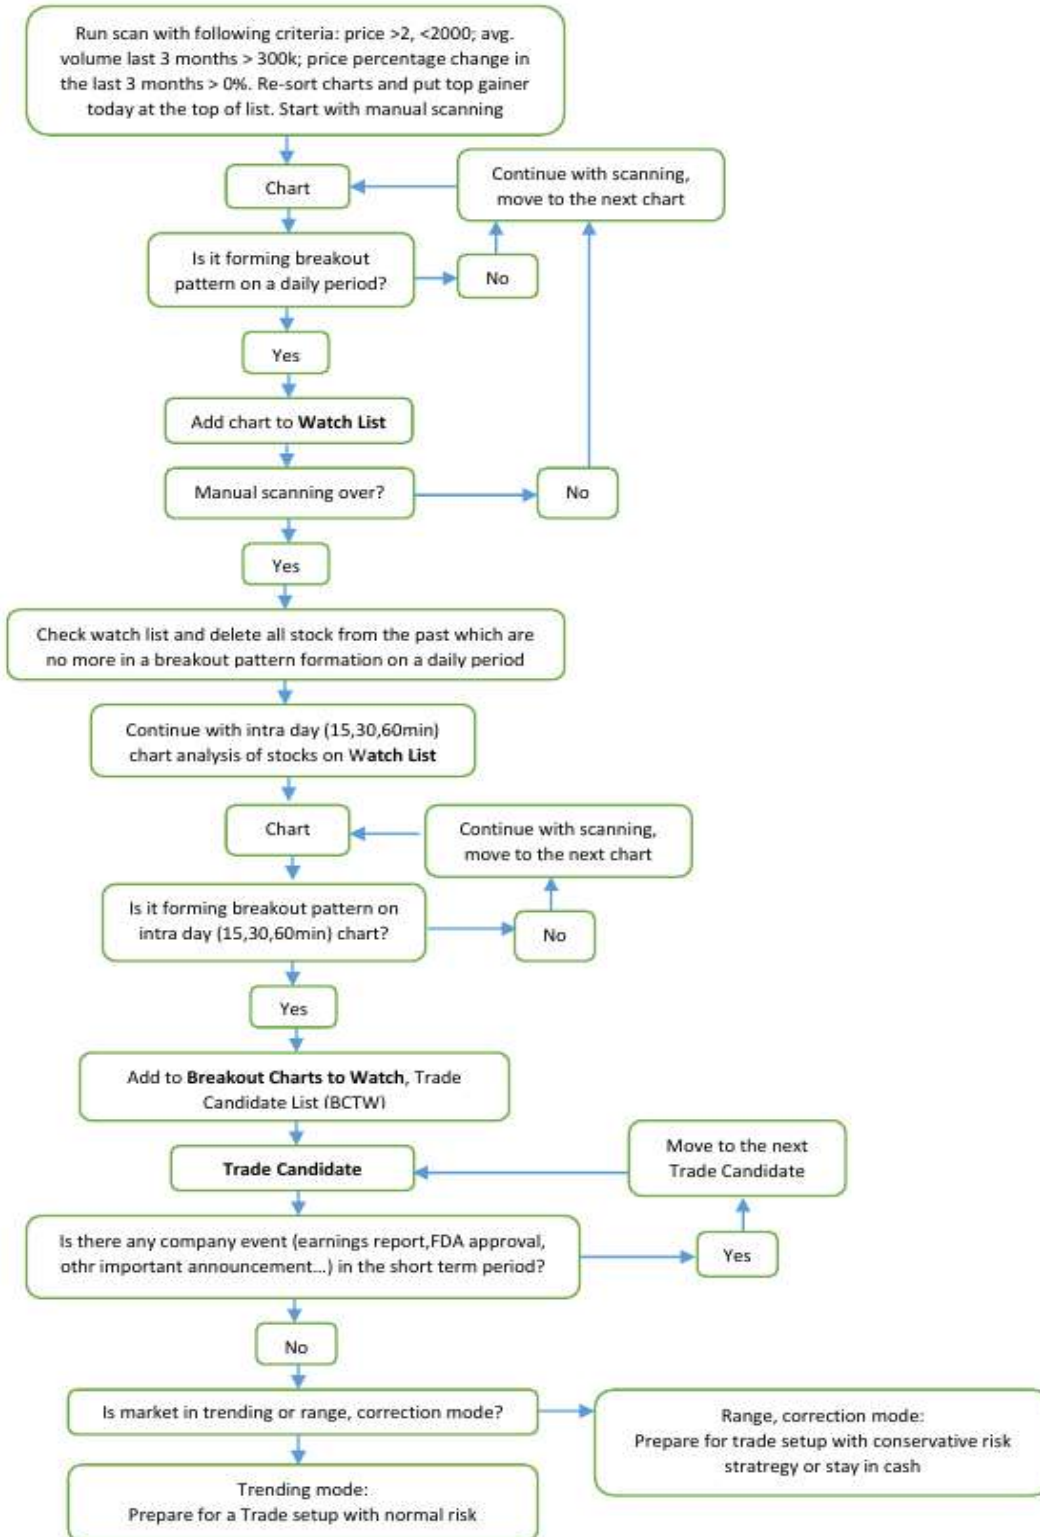 Run scan with following criteria: price >2, <2000; avg.
volume last 3 months > 300k; price percentage change in
the last 3 months > 0%. Re-sort charts and put top gainer
today at the top of list. Start with manual scanning
Chart
Continue with scanning,
move to the next chart
Is it forming breakout
pattern on a daily period?
No
Yes
Add chart to Watch List
Manual scanning over?
No
Yes
Check watch list and delete all stock from the past which are
no more in a breakout pattern formation on a daily period
Continue with intra day (15,30,60min)
chart analysis of stocks on Watch List
Chart
Continue with scanning,
move to the next chart
Is it forming breakout pattern on
intra day (15,30,60min) chart?
No
Yes
Add to Breakout Charts to Watch, Trade
Candidate List (BCTW)
Trade Candidate
Move to the next
Trade Candidate
Is there any company event (earnings report,FDA approval,
othr important announcement...) in the short term period?
Yes
No
Is market in trending or range, correction mode?
Range, correction mode:
Prepare for trade setup with conservative risk
stratregy or stay in cash
Trending mode:
Prepare for a Trade setup with normal risk